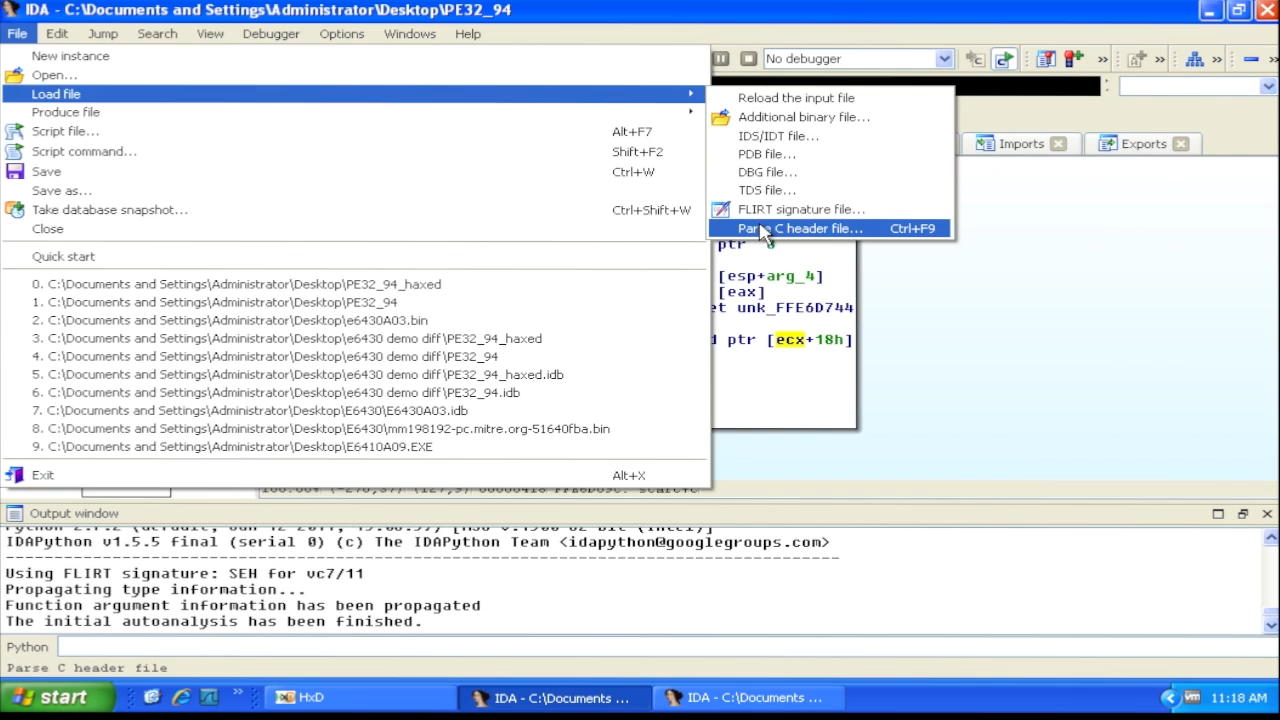 IDA - C:\Documents and Settings\Administrator\Desktop\PE32_94
File Edit Jump Search View Debugger Options Windows Help
New instance
Open...
Load file
Produce file
Script file... Alt+F7
Script command... Shift+F2
Save Ctrl+W
Save as...
Take database snapshot... Ctrl+Shift+W
Close
Quick start
0. C:\Documents and Settings\Administrator\Desktop\PE32_94_haxed
1. C:\Documents and Settings\Administrator\Desktop\PE32_94
2. C:\Documents and Settings\Administrator\Desktop\e6430A03.bin
3. C:\Documents and Settings\Administrator\Desktop\e6430 demo diff\PE32_94_haxed
4. C:\Documents and Settings\Administrator\Desktop\e6430 demo diff\PE32_94
5. C:\Documents and Settings\Administrator\Desktop\e6430 demo diff\PE32_94_haxed.idb
6. C:\Documents and Settings\Administrator\Desktop\e6430 demo diff\PE32_94.idb
7. C:\Documents and Settings\Administrator\Desktop\E6430\E6430A03.idb
8. C:\Documents and Settings\Administrator\Desktop\E6430\mm198192-pc.mitre.org-51640fba.bin
9. C:\Documents and Settings\Administrator\Desktop\E6410A09.EXE
Exit Alt+X
No debugger
Reload the input file
Additional binary file...
IDS/IDT file...
PDB file...
DBG file...
TDS file...
FLIRT signature file...
C header file... Ctrl+F9
Imports Exports
ptr
[esp+arg_4]
[eax]
et unk_FFE6D744
d ptr [ecx+18h]
Output window
IDAPython v1.5.5 final (serial 0) (c) The IDAPython Team <idapython@googlegroups.com>
Using FLIRT signature: SEH for vc7/11
Propagating type information...
Function argument information has been propagated
The initial autoanalysis has been finished.
Python
Parse C header file
start HxD IDA - C:\Documents ... IDA - C:\Documents ... 11:18 AM